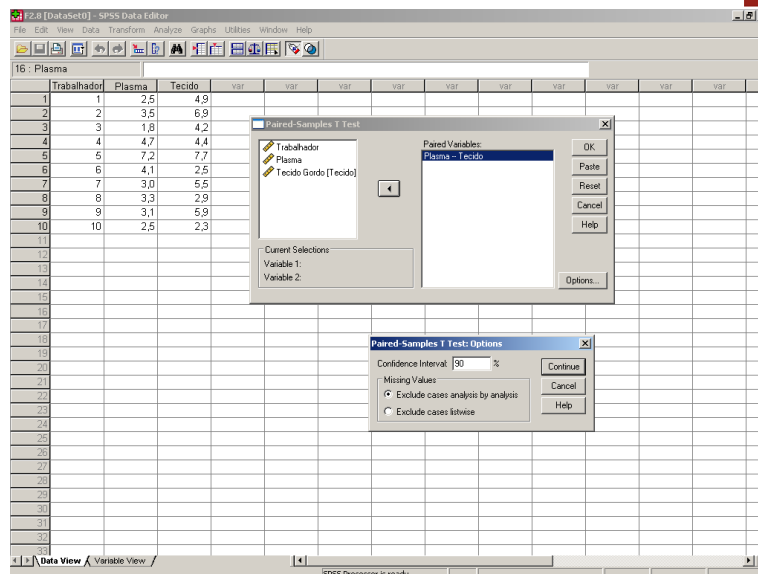 F2.8 [DataSet0] - SPSS Data Editor
File Edit View Data Transform Analyze Graphs Utilities Window Help
16 : Plasma
Trabalhador Plasma Tecido var var var var var var var var var var
1 1 2,5 4,9
2 2 3,5 6,9
3 3 1,8 4,2
4 4 4,7 4,4
5 5 7,2 7,7
6 6 4,1 2,5
7 7 3,0 5,5
8 8 3,3 2,9
9 9 3,1 5,9
10 10 2,5 2,3
11
12
13
14
15
16
17
18
19
20
21
22
23
24
25
26
27
28
29
30
31
32
33
Paired-Samples T Test
Trabalhador
Plasma
Tecido Gordo [Tecido]
Paired Variables:
Plasma -- Tecido
OK
Paste
Reset
Cancel
Help
Current Selections
Variable 1:
Variable 2:
Options...
Paired-Samples T Test: Options
Confidence Interval: 90 %
Missing Values
Exclude cases analysis by analysis
Exclude cases listwise
Continue
Cancel
Help
Data View Variable View
SPSS Processor is ready